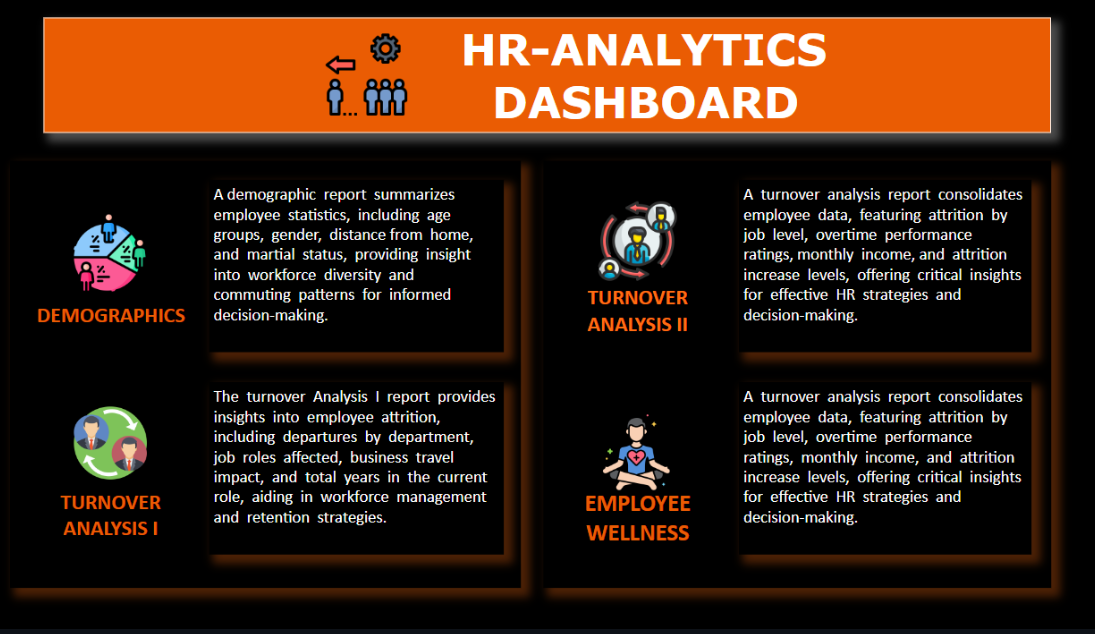 HR-ANALYTICS
DASHBOARD
DEMOGRAPHICS
A demographic report summarizes
employee statistics, including age
groups, gender, distance from home,
and martial status, providing insight
into workforce diversity and
commuting patterns for informed
decision-making.
TURNOVER
ANALYSIS I
The turnover Analysis I report provides
insights into employee attrition,
including departures by department,
job roles affected, business travel
impact, and total years in the current
role, aiding in workforce management
and retention strategies.
TURNOVER
ANALYSIS II
A turnover analysis report consolidates
employee data, featuring attrition by
job level, overtime performance
ratings, monthly income, and attrition
increase levels, offering critical insights
for effective HR strategies and
decision-making.
EMPLOYEE
WELLNESS
A turnover analysis report consolidates
employee data, featuring attrition by
job level, overtime performance
ratings, monthly income, and attrition
increase levels, offering critical insights
for effective HR strategies and
decision-making.